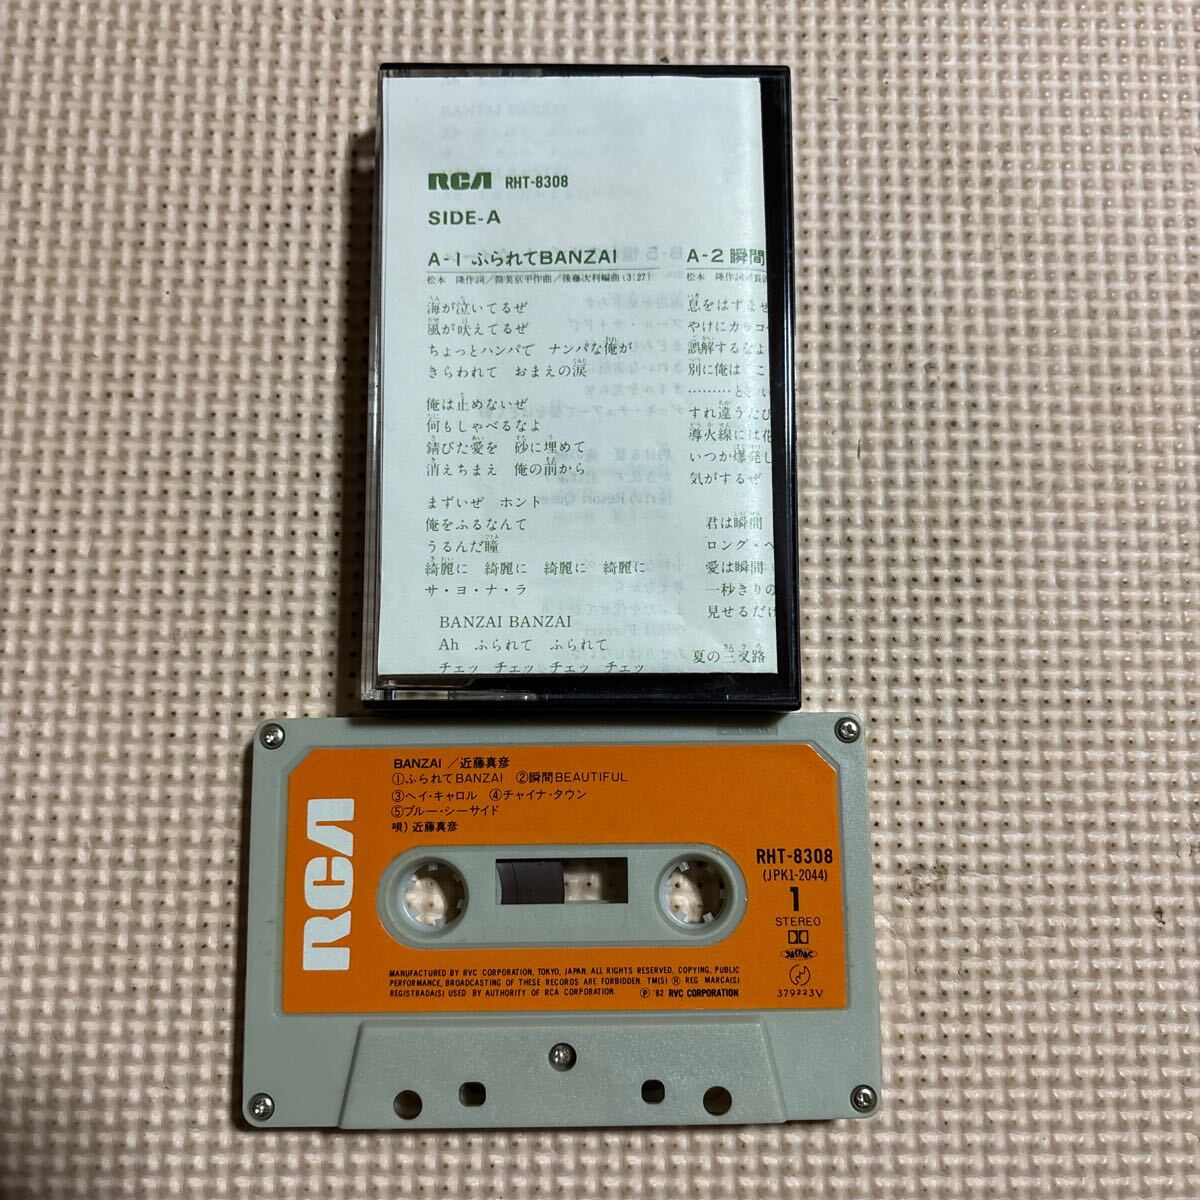 RCA RHT-8308
SIDE-A
A-1 ふられてBANZAI
松本 隆作詞／筒美京平作曲／後藤次利編曲(3:27)
海が泣いてるぜ
風が吠えてるぜ
ちょっとハンパで ナンパな俺が
きらわれて おまえの涙
俺は止めないぜ
何もしゃべるなよ
錆びた愛を 砂に埋めて
消えちまえ 俺の前から
まずいぜ ホント
俺をふるなんて
うるんだ瞳
綺麗に 綺麗に 綺麗に 綺麗に
サ・ヨ・ナ・ラ
BANZAI BANZAI
Ah ふられて ふられて
チェッ チェッ チェッ チェッ
A-2 瞬間
松本 隆作詞
息をはずませ
やけにカッコ
誤解するなよ
別に俺は
すれ違うたび
導火線には花
いつか爆発し
気がするぜ
君は瞬間
ロング・ヘ
愛は瞬間
一秒きりの
見せるだけ
夏の三叉路
BANZAI ／近藤真彦
①ふられてBANZAI ②瞬間BEAUTIFUL
③ヘイ・キャロル ④チャイナ・タウン
⑤ブルー・シーサイド
唄）近藤真彦
RCA
RHT-8308
(JPK1-2044)
1
STEREO
MANUFACTURED BY RVC CORPORATION, TOKYO, JAPAN. ALL RIGHTS RESERVED, COPYING, PUBLIC
PERFORMANCE, BROADCASTING OF THESE RECORDS ARE FORBIDDEN. TM(S) ® REG MARCA(S)
REGISTRADA(S) USED BY AUTHORITY OF RCA CORPORATION. Ⓟ '82 RVC CORPORATION
379223V